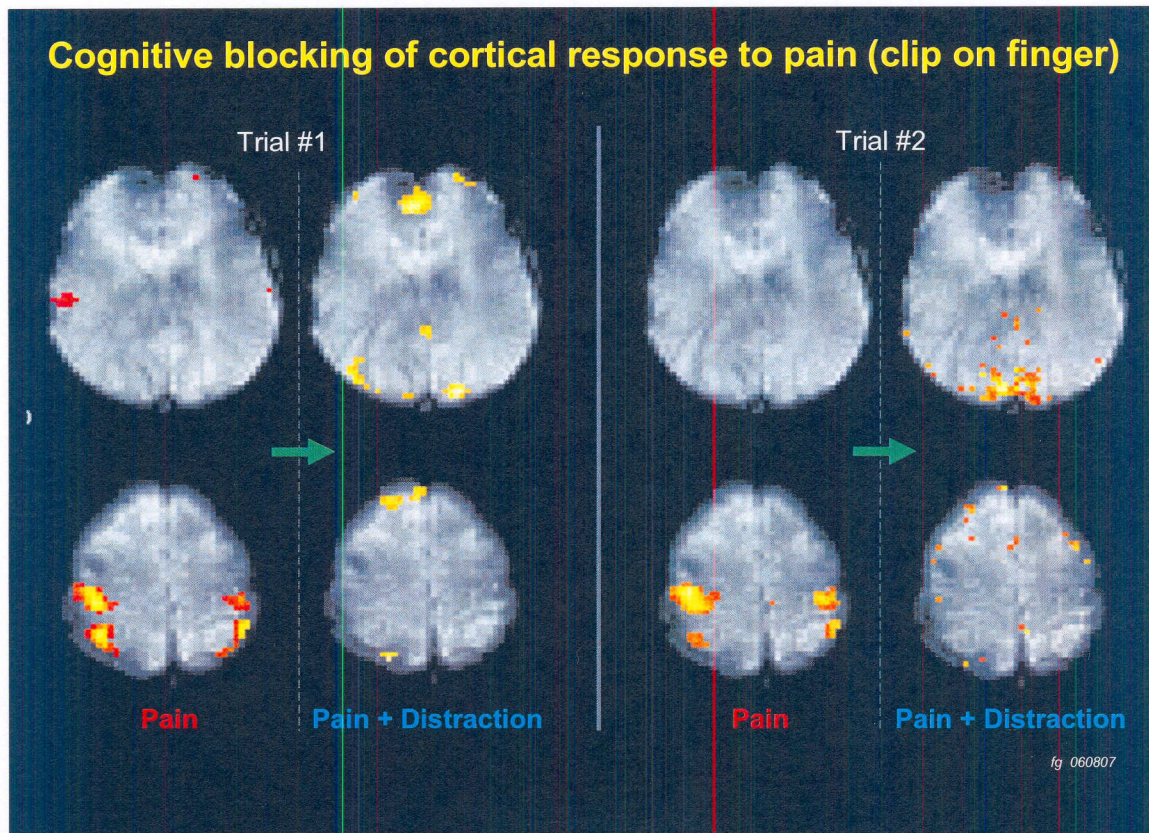 Cognitive blocking of cortical response to pain (clip on finger)
Trial #1
Trial #2
Pain
Pain + Distraction
Pain
Pain + Distraction
fg 060807